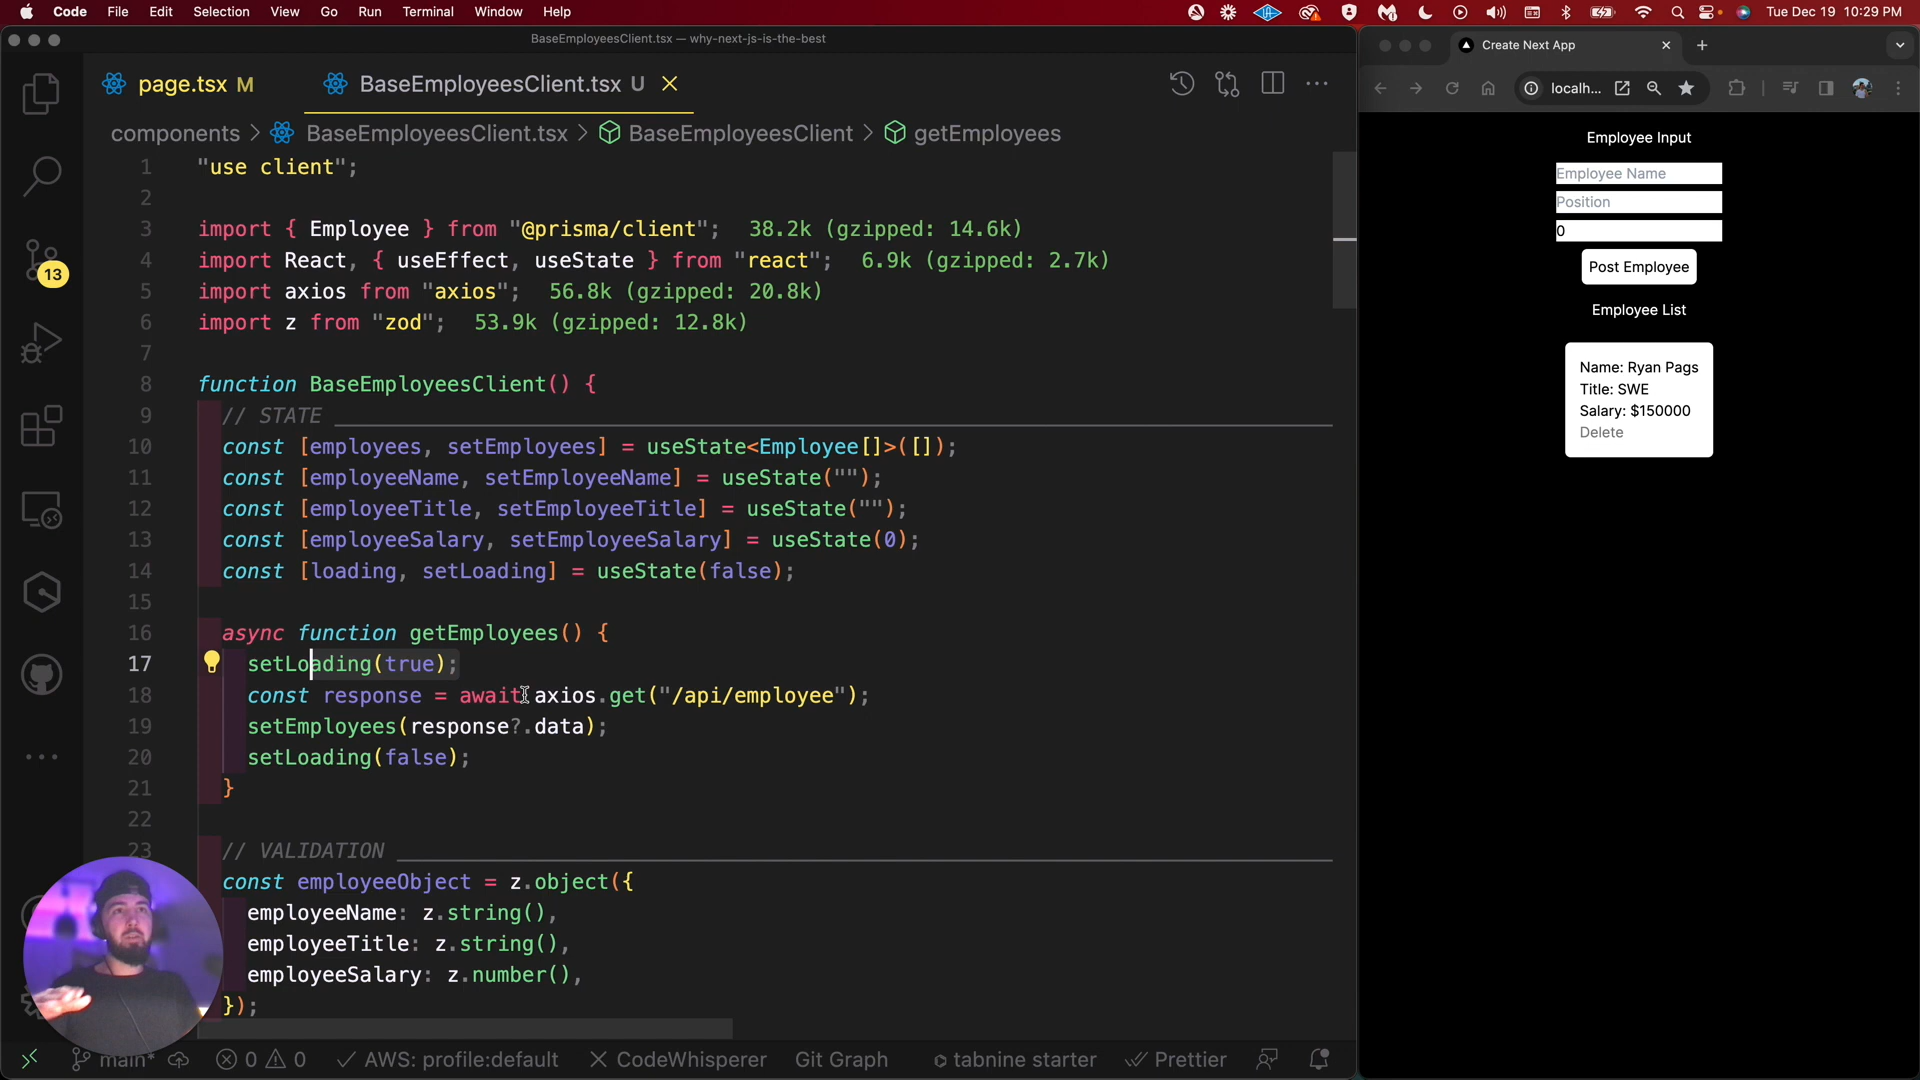 Code File Edit Selection View Go Run Terminal Window Help
Tue Dec 19 10:29 PM
BaseEmployeesClient.tsx — why-next-js-is-the-best
page.tsx M
BaseEmployeesClient.tsx U
components > BaseEmployeesClient.tsx > BaseEmployeesClient > getEmployees
1 "use client";
2
3 import { Employee } from "@prisma/client"; 38.2k (gzipped: 14.6k)
4 import React, { useEffect, useState } from "react"; 6.9k (gzipped: 2.7k)
5 import axios from "axios"; 56.8k (gzipped: 20.8k)
6 import z from "zod"; 53.9k (gzipped: 12.8k)
7
8 function BaseEmployeesClient() {
9 // STATE
10 const [employees, setEmployees] = useState<Employee[]>([]);
11 const [employeeName, setEmployeeName] = useState("");
12 const [employeeTitle, setEmployeeTitle] = useState("");
13 const [employeeSalary, setEmployeeSalary] = useState(0);
14 const [loading, setLoading] = useState(false);
15
16 async function getEmployees() {
17 setLoading(true);
18 const response = await axios.get("/api/employee");
19 setEmployees(response?.data);
20 setLoading(false);
21 }
22
23 // VALIDATION
const employeeObject = z.object({
employeeName: z.string(),
employeeTitle: z.string(),
employeeSalary: z.number(),
});
13
main* 0 0 AWS: profile:default CodeWhisperer Git Graph tabnine starter Prettier
Create Next App
localh...
Employee Input
Employee Name
Position
0
Post Employee
Employee List
Name: Ryan Pags
Title: SWE
Salary: $150000
Delete